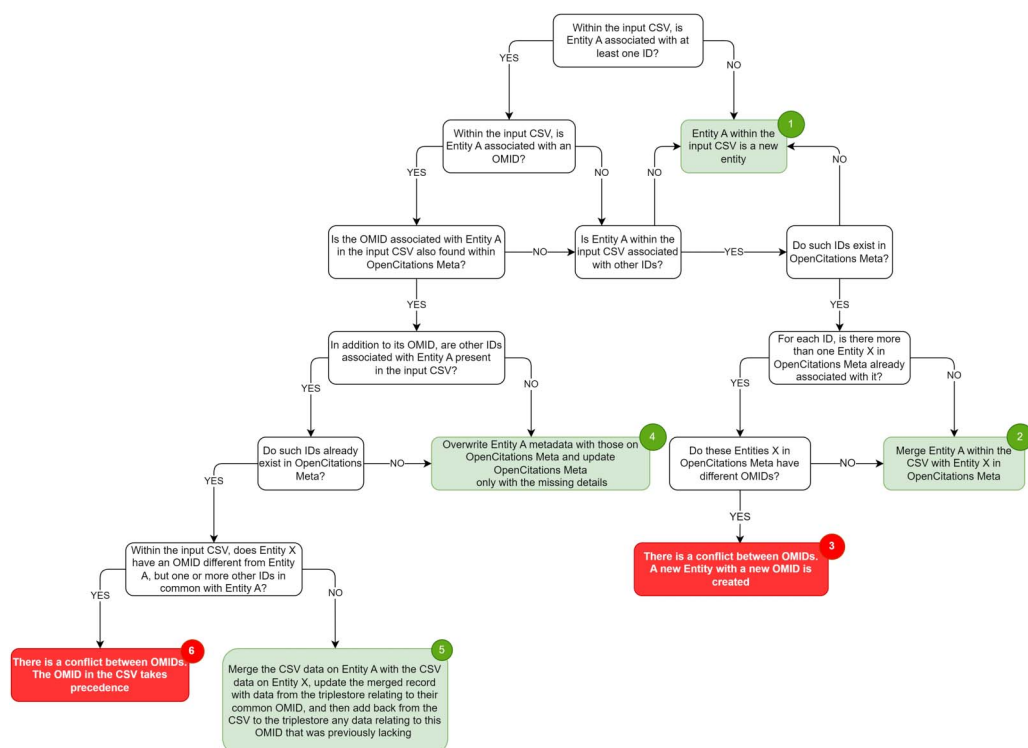 Within the input CSV, is
Entity A associated with at
least one ID?
YES
NO
1
Within the input CSV, is
Entity A associated with an
OMID?
Entity A within the
input CSV is a new
entity
YES
NO
NO
NO
Is the OMID associated with Entity A
in the input CSV also found within
OpenCitations Meta?
NO
Is Entity A within the
input CSV associated
with other IDs?
YES
Do such IDs exist in
OpenCitations Meta?
YES
YES
In addition to its OMID, are other IDs
associated with Entity A present
in the input CSV?
For each ID, is there more
than one Entity X in
OpenCitations Meta already
associated with it?
YES
NO
YES
NO
Do such IDs already
exist in OpenCitations
Meta?
NO
4
Overwrite Entity A metadata with those on
OpenCitations Meta and update
OpenCitations Meta
only with the missing details
Do these Entities X in
OpenCitations Meta have
different OMIDs?
NO
2
Merge Entity A within the
CSV with Entity X in
OpenCitations Meta
YES
YES
Within the input CSV, does Entity X
have an OMID different from Entity
A, but one or more other IDs in
common with Entity A?
3
There is a conflict between OMIDs.
A new Entity with a new OMID is
created
YES
NO
6
There is a conflict between OMIDs.
The OMID in the CSV takes
precedence
5
Merge the CSV data on Entity A with the CSV
data on Entity X, update the merged record
with data from the triplestore relating to their
common OMID, and then add back from the
CSV to the triplestore any data relating to this
OMID that was previously lacking